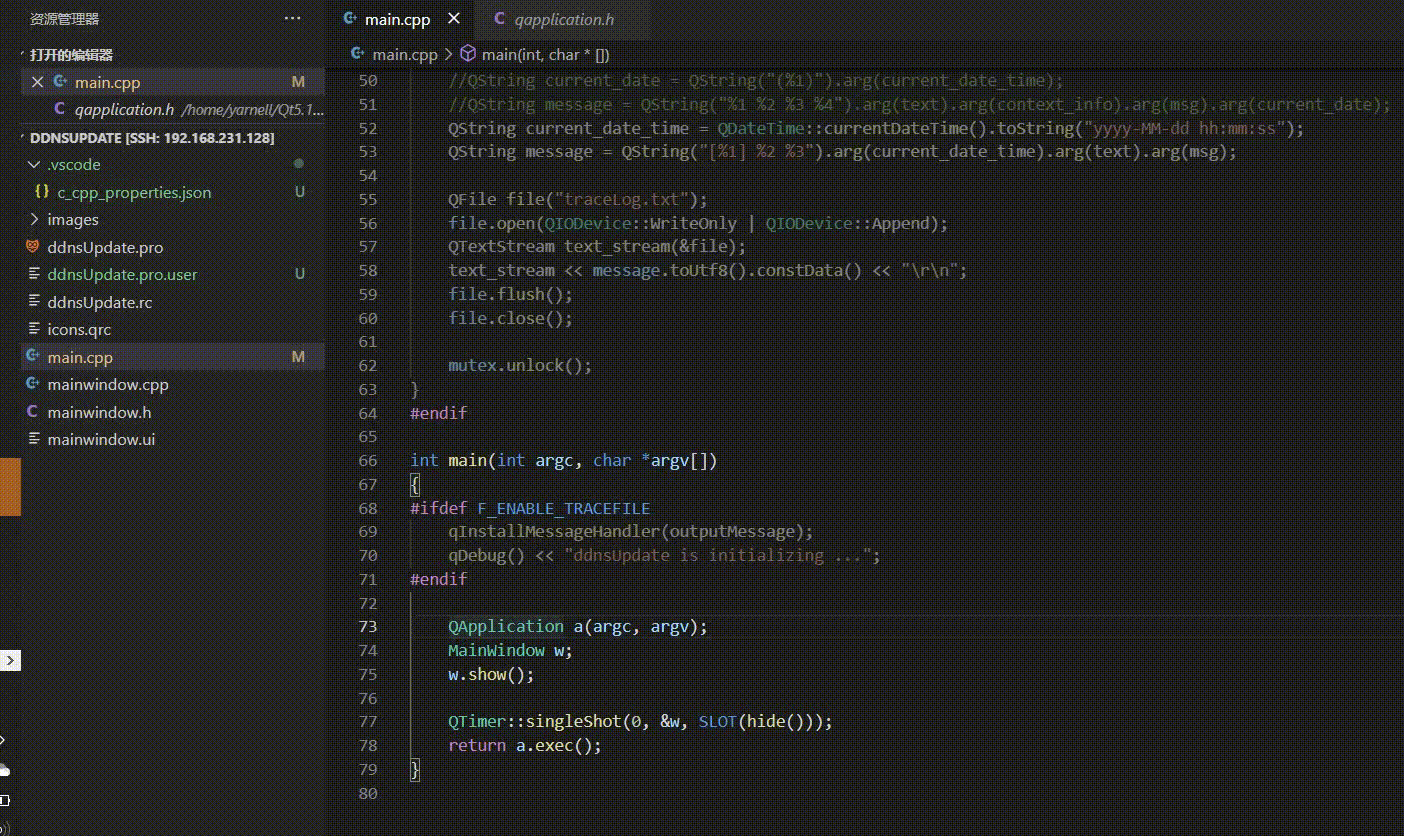 资源管理器 ···
打开的编辑器
main.cpp M
qapplication.h /home/yarnell/Qt5.1...
DDNSUPDATE [SSH: 192.168.231.128]
.vscode
{} c_cpp_properties.json U
images
ddnsUpdate.pro
ddnsUpdate.pro.user U
ddnsUpdate.rc
icons.qrc
main.cpp M
mainwindow.cpp
mainwindow.h
mainwindow.ui
main.cpp qapplication.h
main.cpp > main(int, char * [])
50 //QString current_date = QString("(%1)").arg(current_date_time);
51 //QString message = QString("%1 %2 %3 %4").arg(text).arg(context_info).arg(msg).arg(current_date);
52 QString current_date_time = QDateTime::currentDateTime().toString("yyyy-MM-dd hh:mm:ss");
53 QString message = QString("[%1] %2 %3").arg(current_date_time).arg(text).arg(msg);
54
55 QFile file("traceLog.txt");
56 file.open(QIODevice::WriteOnly | QIODevice::Append);
57 QTextStream text_stream(&file);
58 text_stream << message.toUtf8().constData() << "\r\n";
59 file.flush();
60 file.close();
61
62 mutex.unlock();
63 }
64 #endif
65
66 int main(int argc, char *argv[])
67 {
68 #ifdef F_ENABLE_TRACEFILE
69 qInstallMessageHandler(outputMessage);
70 qDebug() << "ddnsUpdate is initializing ...";
71 #endif
72
73 QApplication a(argc, argv);
74 MainWindow w;
75 w.show();
76
77 QTimer::singleShot(0, &w, SLOT(hide()));
78 return a.exec();
79 }
80